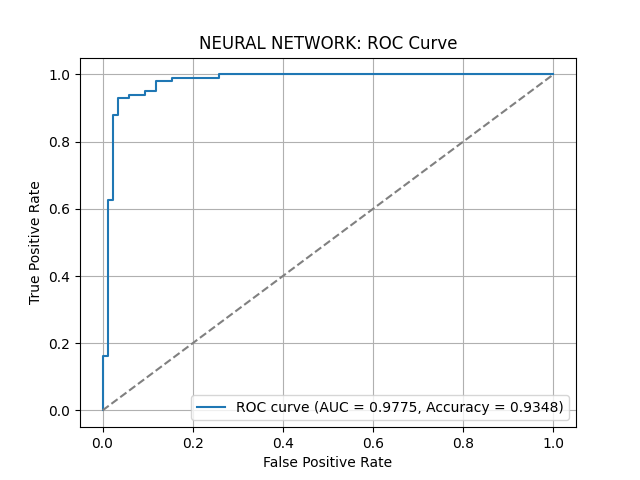 NEURAL NETWORK: ROC Curve
1.0
0.8
0.6
0.4
0.2
0.0
True Positive Rate
ROC curve (AUC = 0.9775, Accuracy = 0.9348)
0.0 0.2 0.4 0.6 0.8 1.0
False Positive Rate